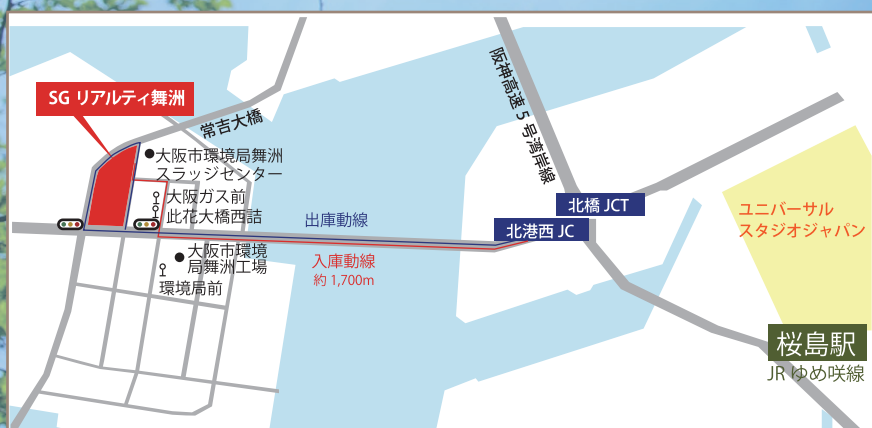 SG リアルティ舞洲
常吉大橋
阪神高速5号湾岸線
大阪市環境局舞洲
スラッジセンター
大阪ガス前
此花大橋西詰
出庫動線
北橋 JCT
北港西 JC
ユニバーサル
スタジオジャパン
大阪市環境
局舞洲工場
環境局前
入庫動線
約 1,700m
桜島駅
JR ゆめ咲線